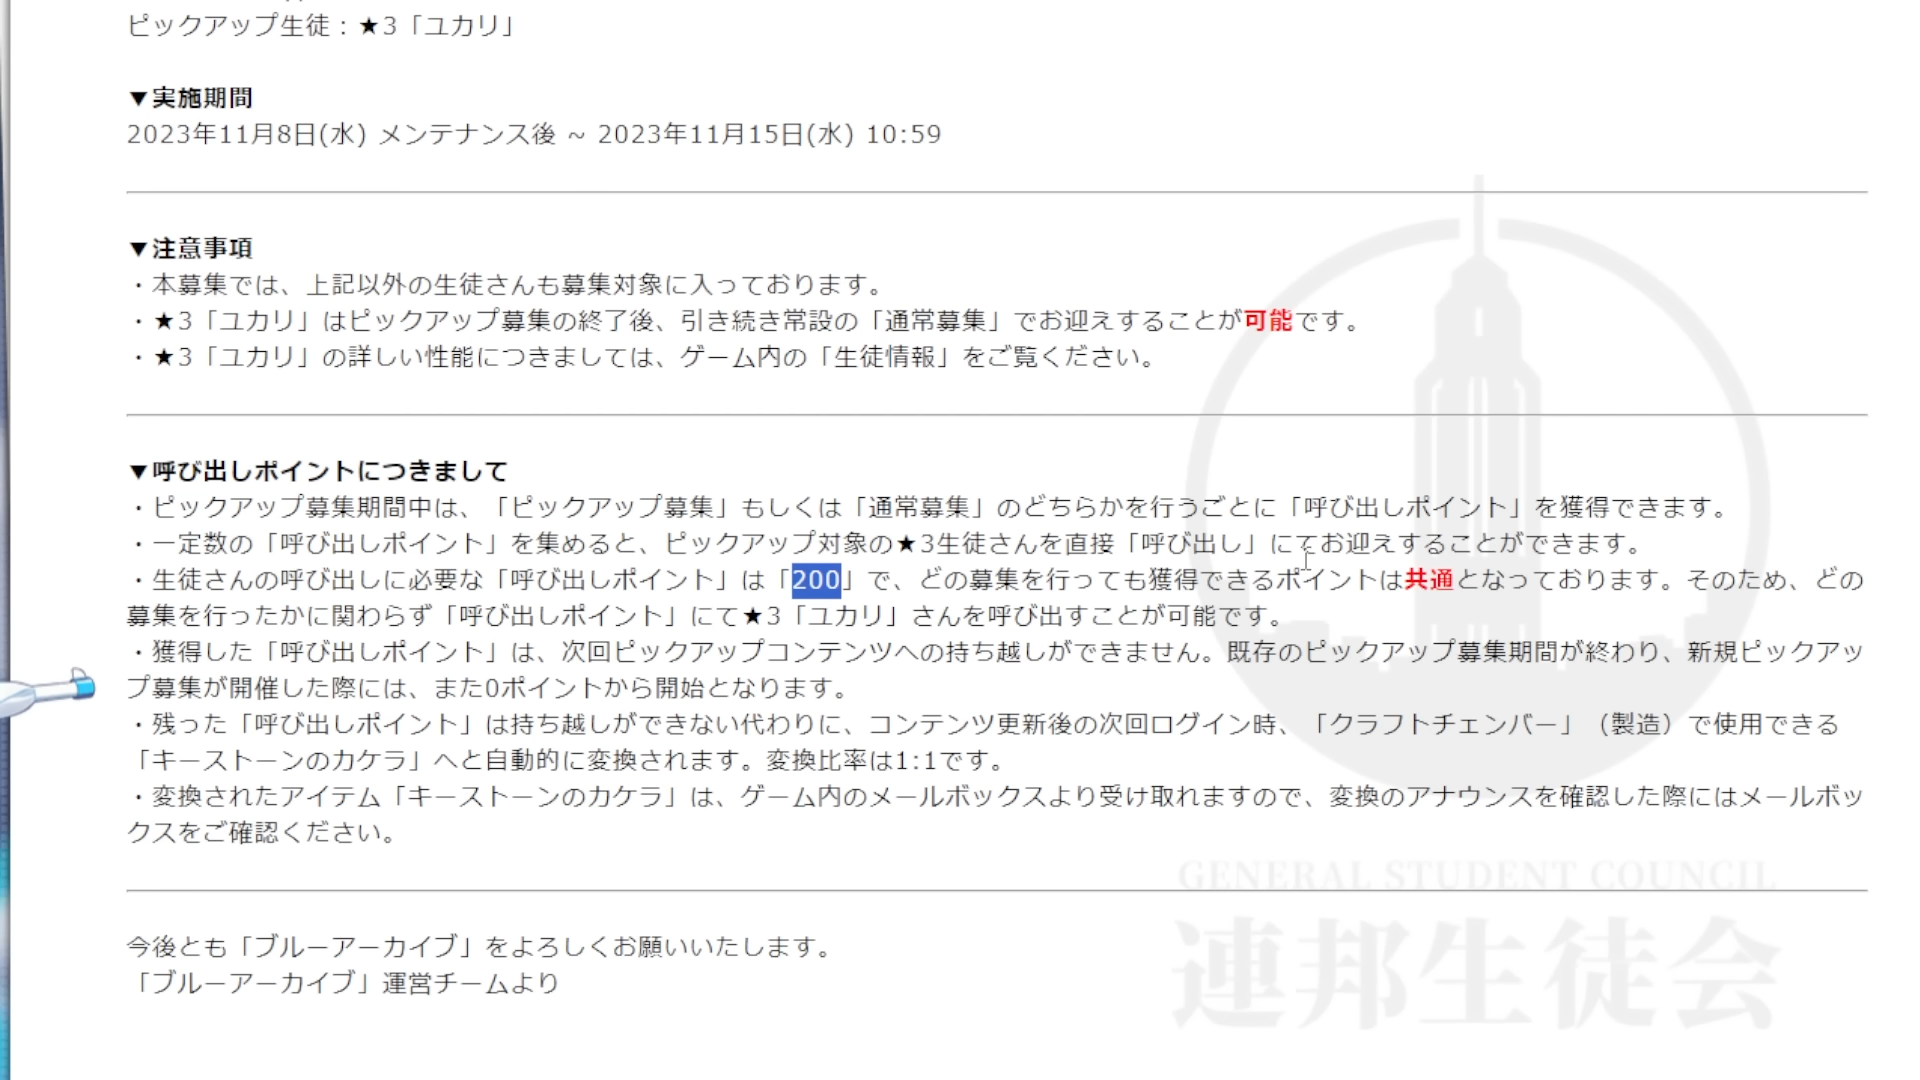 ピックアップ生徒：★3「ユカリ」
▼実施期間
2023年11月8日(水) メンテナンス後 ～ 2023年11月15日(水) 10:59
▼注意事項
・本募集では、上記以外の生徒さんも募集対象に入っております。
・★3「ユカリ」はピックアップ募集の終了後、引き続き常設の「通常募集」でお迎えすることが可能です。
・★3「ユカリ」の詳しい性能につきましては、ゲーム内の「生徒情報」をご覧ください。
▼呼び出しポイントにつきまして
・ピックアップ募集期間中は、「ピックアップ募集」もしくは「通常募集」のどちらかを行うごとに「呼び出しポイント」を獲得できます。
・一定数の「呼び出しポイント」を集めると、ピックアップ対象の★3生徒さんを直接「呼び出し」にてお迎えすることができます。
・生徒さんの呼び出しに必要な「呼び出しポイント」は「200」で、どの募集を行っても獲得できるポイントは共通となっております。そのため、どの
募集を行ったかに関わらず「呼び出しポイント」にて★3「ユカリ」さんを呼び出すことが可能です。
・獲得した「呼び出しポイント」は、次回ピックアップコンテンツへの持ち越しができません。既存のピックアップ募集期間が終わり、新規ピックアッ
プ募集が開催した際には、また0ポイントから開始となります。
・残った「呼び出しポイント」は持ち越しができない代わりに、コンテンツ更新後の次回ログイン時、「クラフトチェンバー」（製造）で使用できる
「キーストーンのカケラ」へと自動的に変換されます。変換比率は1:1です。
・変換されたアイテム「キーストーンのカケラ」は、ゲーム内のメールボックスより受け取れますので、変換のアナウンスを確認した際にはメールボッ
クスをご確認ください。
GENERAL STUDENT COUNCIL
連邦生徒会
今後とも「ブルーアーカイブ」をよろしくお願いいたします。
「ブルーアーカイブ」運営チームより